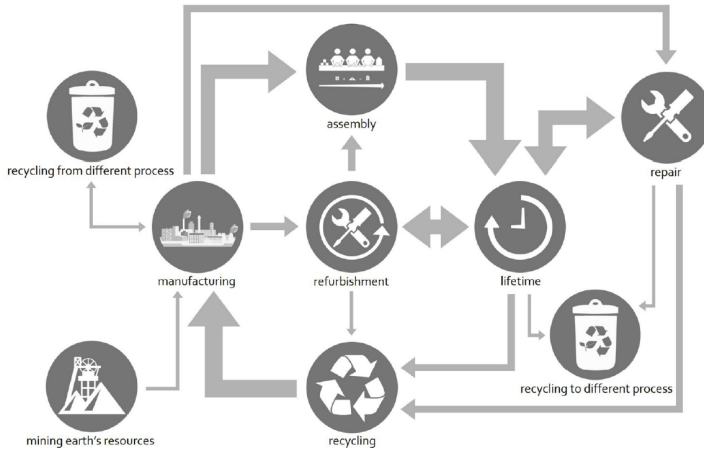 assembly
repair
recycling from different process
manufacturing
refurbishment
lifetime
recycling to different process
mining earth's resources
recycling